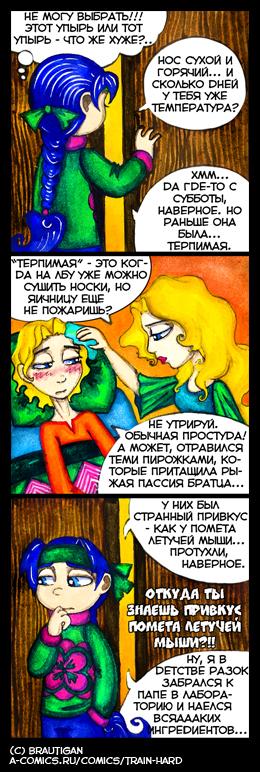 НЕ МОГУ ВЫБРАТЬ!!!
ЭТОТ УПЫРЬ ИЛИ ТОТ
УПЫРЬ - ЧТО ЖЕ ХУЖЕ?..
НОС СУХОЙ И
ГОРЯЧИЙ... И
СКОЛЬКО ДНЕЙ
У ТЕБЯ УЖЕ
ТЕМПЕРАТУРА?
ХММ...
ДА ГДЕ-ТО С
СУББОТЫ,
НАВЕРНОЕ. НО
РАНЬШЕ ОНА
БЫЛА...
ТЕРПИМАЯ.
"ТЕРПИМАЯ" - ЭТО КОГ-
ДА НА ЛБУ УЖЕ МОЖНО
СУШИТЬ НОСКИ, НО
ЯИЧНИЦУ ЕЩЕ
НЕ ПОЖАРИШЬ?
НЕ УТРИРУЙ.
ОБЫЧНАЯ ПРОСТУДА!
А МОЖЕТ, ОТРАВИЛСЯ
ТЕМИ ПИРОЖКАМИ, КО-
ТОРЫЕ ПРИТАЩИЛА РЫ-
ЖАЯ ПАССИЯ БРАТЦА...
У НИХ БЫЛ
СТРАННЫЙ ПРИВКУС
- КАК У ПОМЕТА
ЛЕТУЧЕЙ МЫШИ...
ПРОТУХЛИ,
НАВЕРНОЕ.
ОТКУДА ТЫ
ЗНАЕШЬ ПРИВКУС
ПОМЕТА ЛЕТУЧЕЙ
МЫШИ?!!
НУ, Я В
ДЕТСТВЕ РАЗОК
ЗАБРАЛСЯ К
ПАПЕ В ЛАБОРА-
ТОРИЮ И НАЕЛСЯ
ВСЯАААКИХ
ИНГРЕДИЕНТОВ...
(C) BRAUTIGAN
A-COMICS.RU/COMICS/TRAIN-HARD